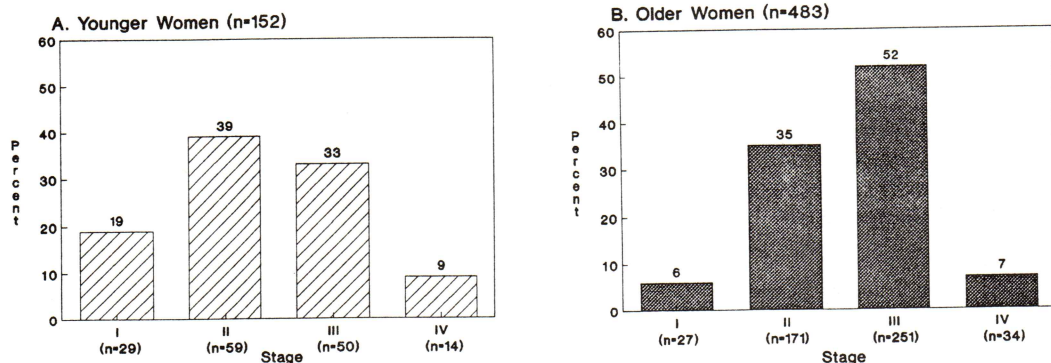 A. Younger Women (n=152)
60
50
40
30
20
10
0
Percent
19
39
33
9
I
II
III
IV
(n=29)
(n=59)
(n=50)
(n=14)
Stage
B. Older Women (n=483)
60
50
40
30
20
10
0
Percent
6
35
52
7
I
II
III
IV
(n=27)
(n=171)
(n=251)
(n=34)
Stage